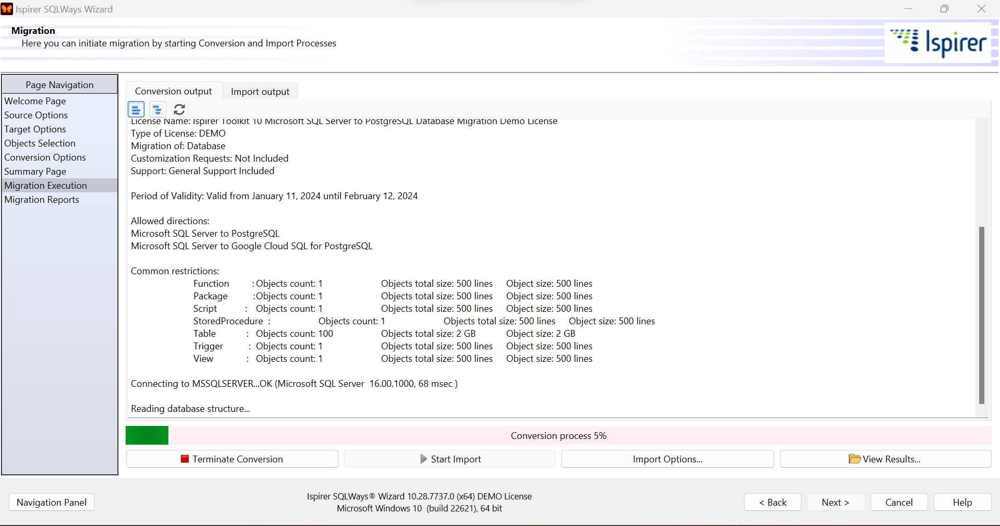 Ispirer SQLWays Wizard
Migration
Here you can initiate migration by starting Conversion and Import Processes
Ispirer
Page Navigation
Welcome Page
Source Options
Target Options
Objects Selection
Conversion Options
Summary Page
Migration Execution
Migration Reports
Conversion output
Import output
License Name: Ispirer Toolkit 10 Microsoft SQL Server to PostgreSQL Database Migration Demo License
Type of License: DEMO
Migration of: Database
Customization Requests: Not Included
Support: General Support Included
Period of Validity: Valid from January 11, 2024 until February 12, 2024
Allowed directions:
Microsoft SQL Server to PostgreSQL
Microsoft SQL Server to Google Cloud SQL for PostgreSQL
Common restrictions:
Function : Objects count: 1 Objects total size: 500 lines Object size: 500 lines
Package : Objects count: 1 Objects total size: 500 lines Object size: 500 lines
Script : Objects count: 1 Objects total size: 500 lines Object size: 500 lines
StoredProcedure : Objects count: 1 Objects total size: 500 lines Object size: 500 lines
Table : Objects count: 100 Objects total size: 2 GB Object size: 2 GB
Trigger : Objects count: 1 Objects total size: 500 lines Object size: 500 lines
View : Objects count: 1 Objects total size: 500 lines Object size: 500 lines
Connecting to MSSQLSERVER...OK (Microsoft SQL Server 16.00.1000, 68 msec )
Reading database structure...
Conversion process 5%
Terminate Conversion
Start Import
Import Options...
View Results...
Navigation Panel
Ispirer SQLWays® Wizard 10.28.7737.0 (x64) DEMO License
Microsoft Windows 10 (build 22621), 64 bit
< Back
Next >
Cancel
Help